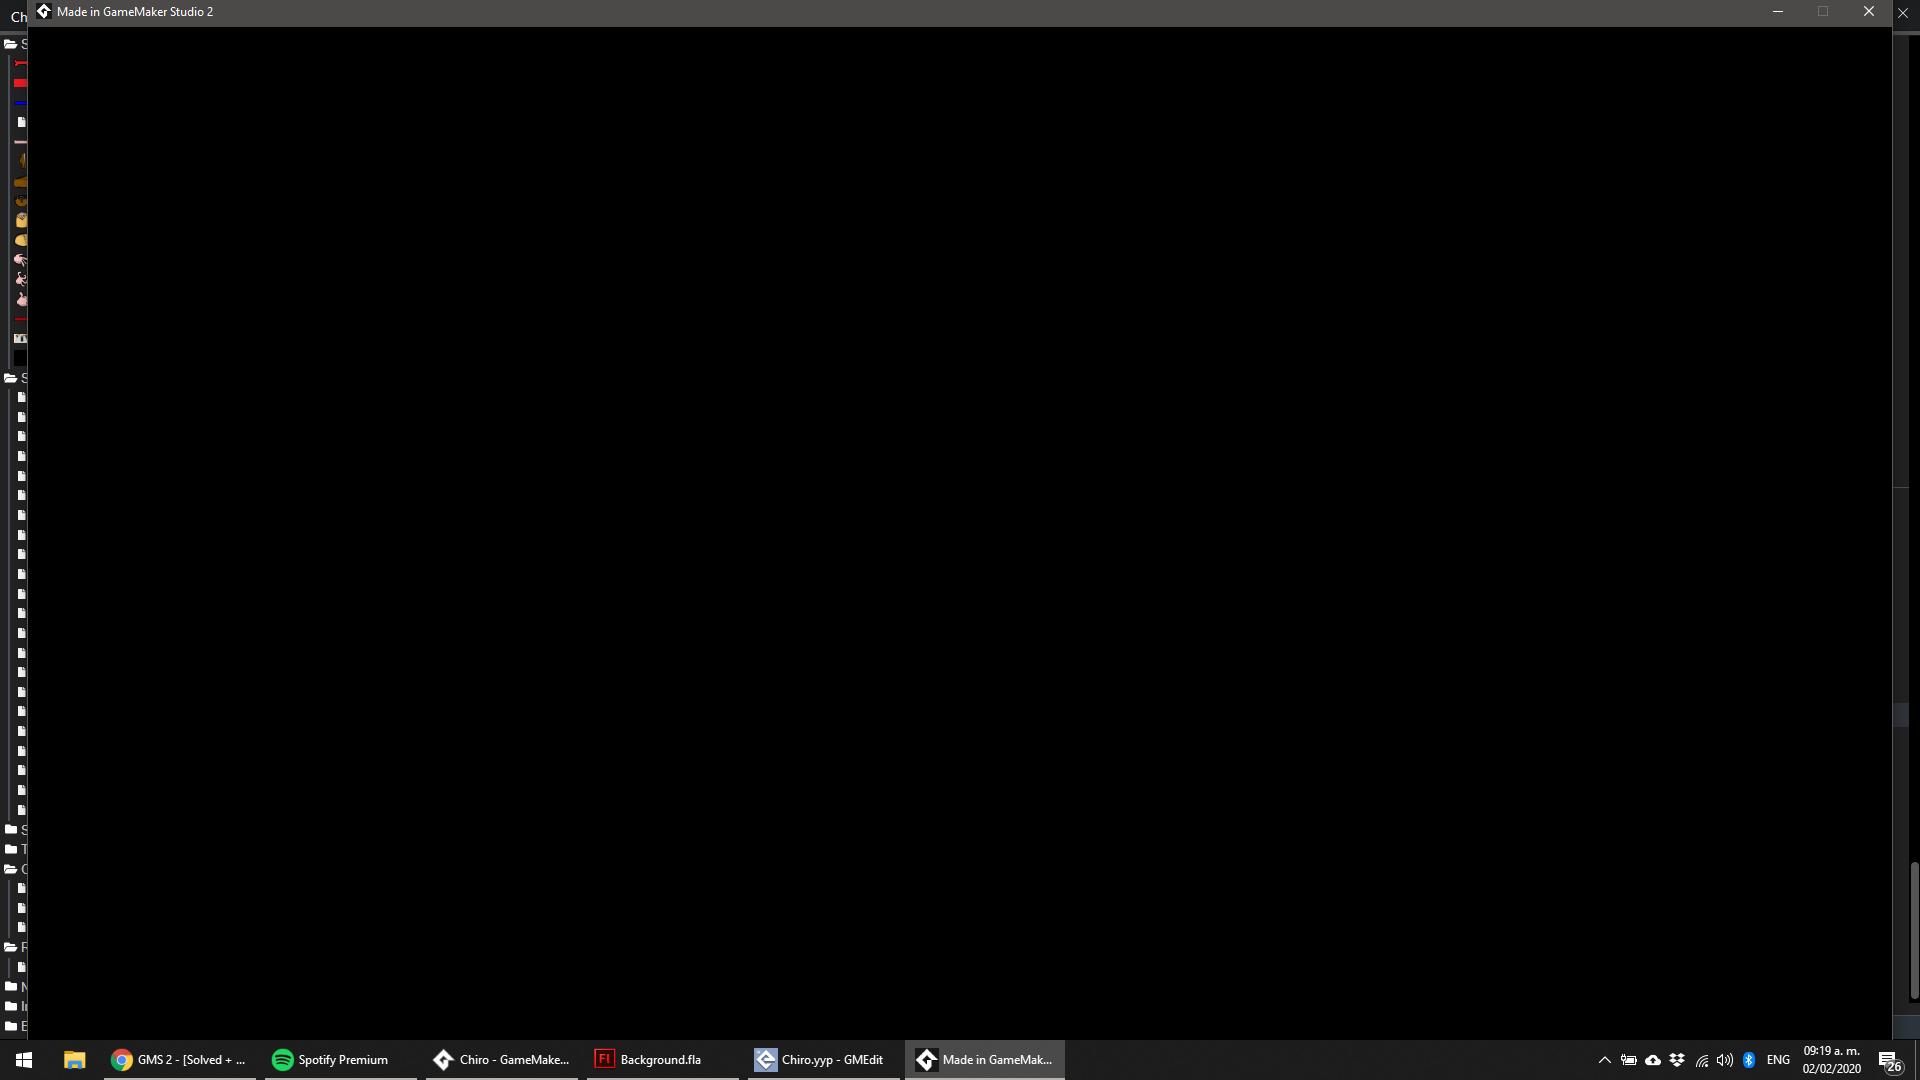 Made in GameMaker Studio 2
Ch
S
S
S
T
C
R
N
In
E
GMS 2 - [Solved + ...
Spotify Premium
Chiro - GameMake...
Fl
Background.fla
Chiro.yyp - GMEdit
Made in GameMak...
ENG
09:19 a. m.
02/02/2020
26